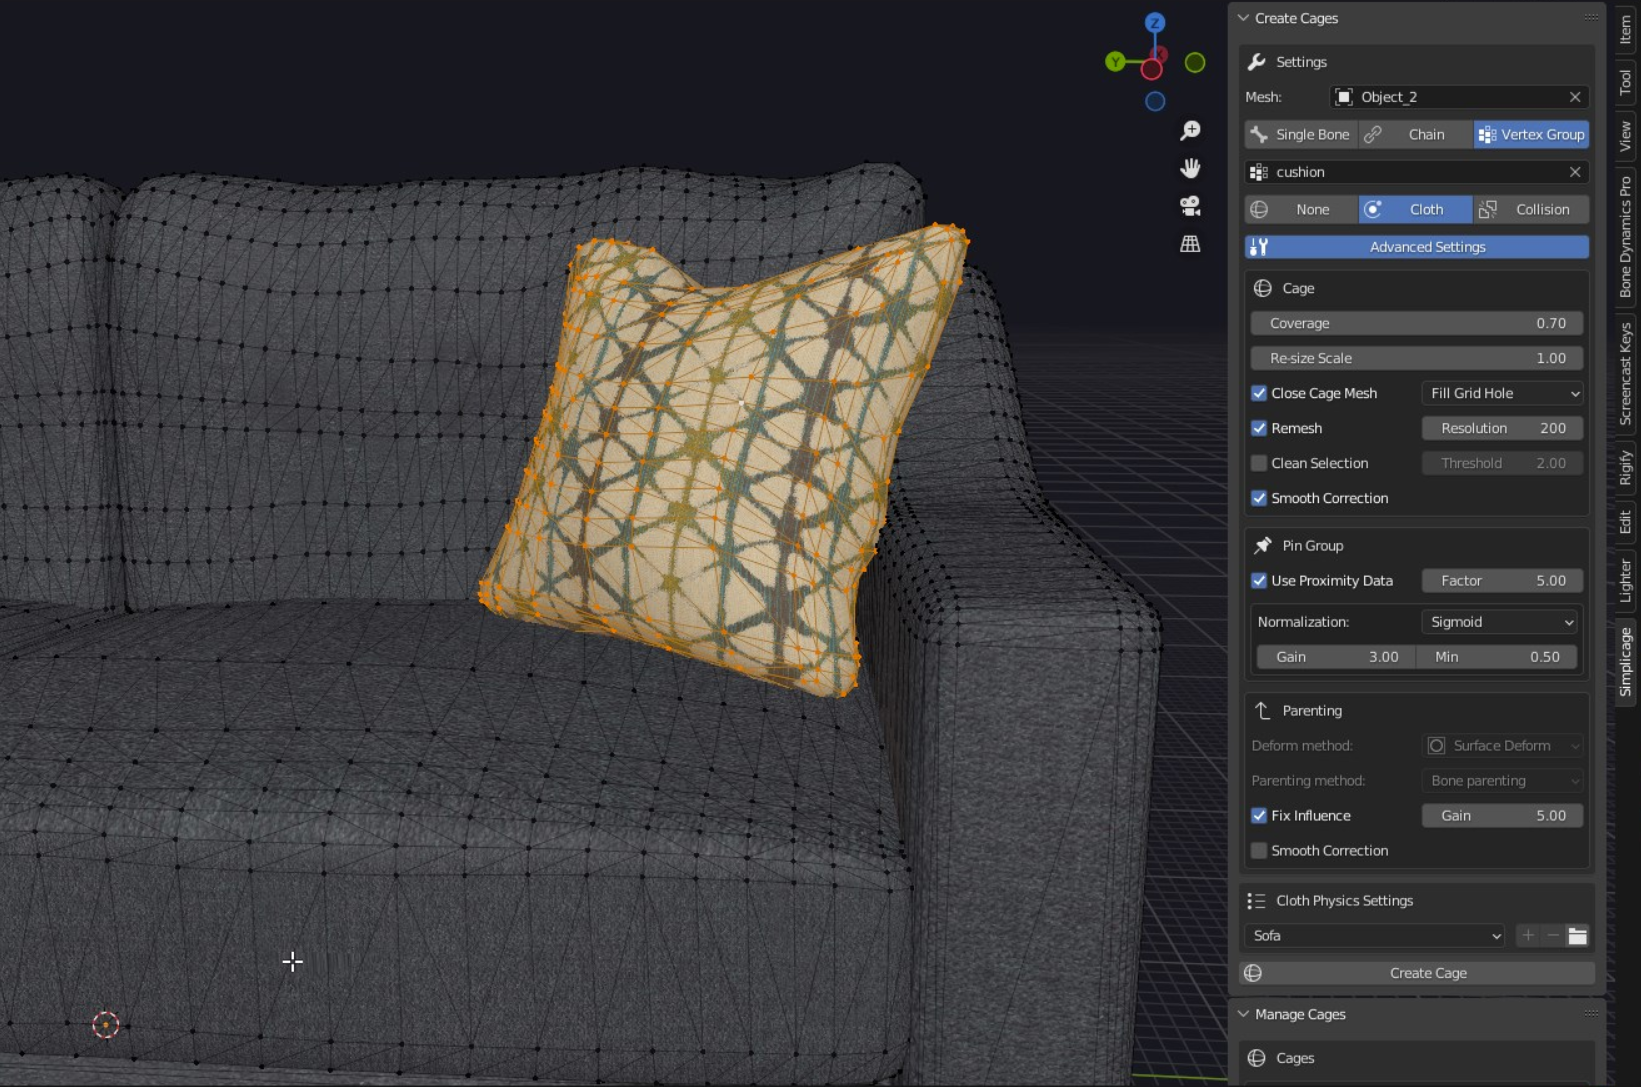 Z
Y
X
Create Cages
Settings
Mesh: Object_2
Single Bone Chain Vertex Group
cushion
None Cloth Collision
Advanced Settings
Cage
Coverage 0.70
Re-size Scale 1.00
Close Cage Mesh Fill Grid Hole
Remesh Resolution 200
Clean Selection Threshold 2.00
Smooth Correction
Pin Group
Use Proximity Data Factor 5.00
Normalization: Sigmoid
Gain 3.00 Min 0.50
Parenting
Deform method: Surface Deform
Parenting method: Bone parenting
Fix Influence Gain 5.00
Smooth Correction
Cloth Physics Settings
Sofa
Create Cage
Manage Cages
Cages
Item
Tool
View
Bone Dynamics Pro
Screencast Keys
Rigify
Edit
Lighter
Simplicage